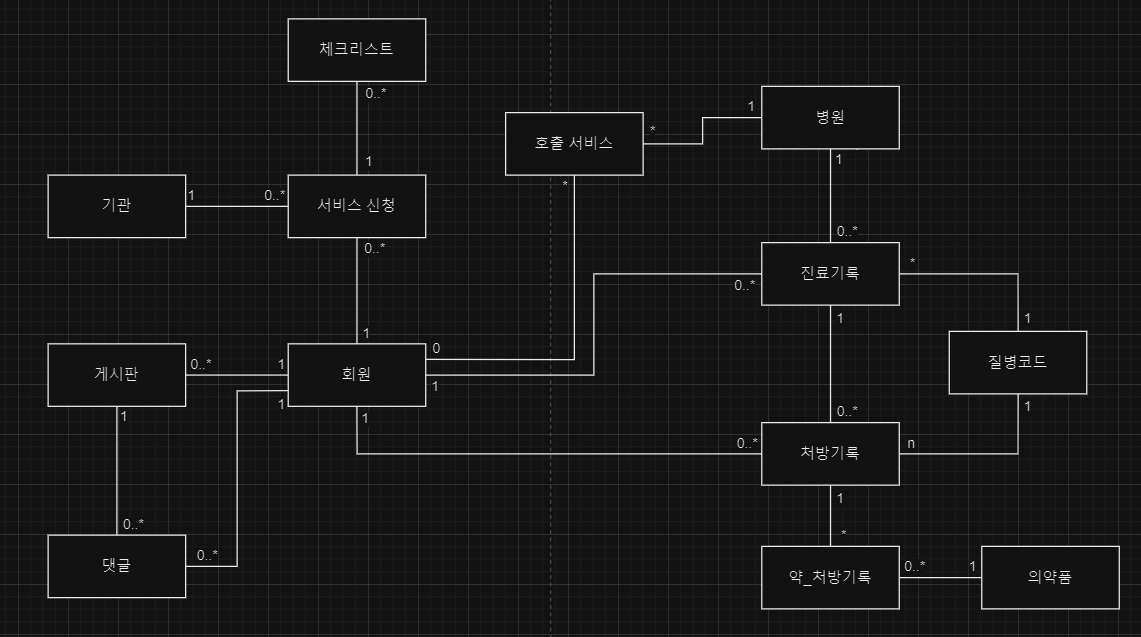 체크리스트
0..*
병원
1
호출 서비스
*
*
1
1
기관
1
0..*
서비스 신청
0..*
0..*
진료기록
*
0..*
1
1
1
0
질병코드
게시판
0..*
1
회원
1
1
1
1
1
0..*
0..*
처방기록
n
1
0..*
*
댓글
0..*
약_처방기록
0..*
1
의약품